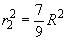 r₂² = 7/9 R²